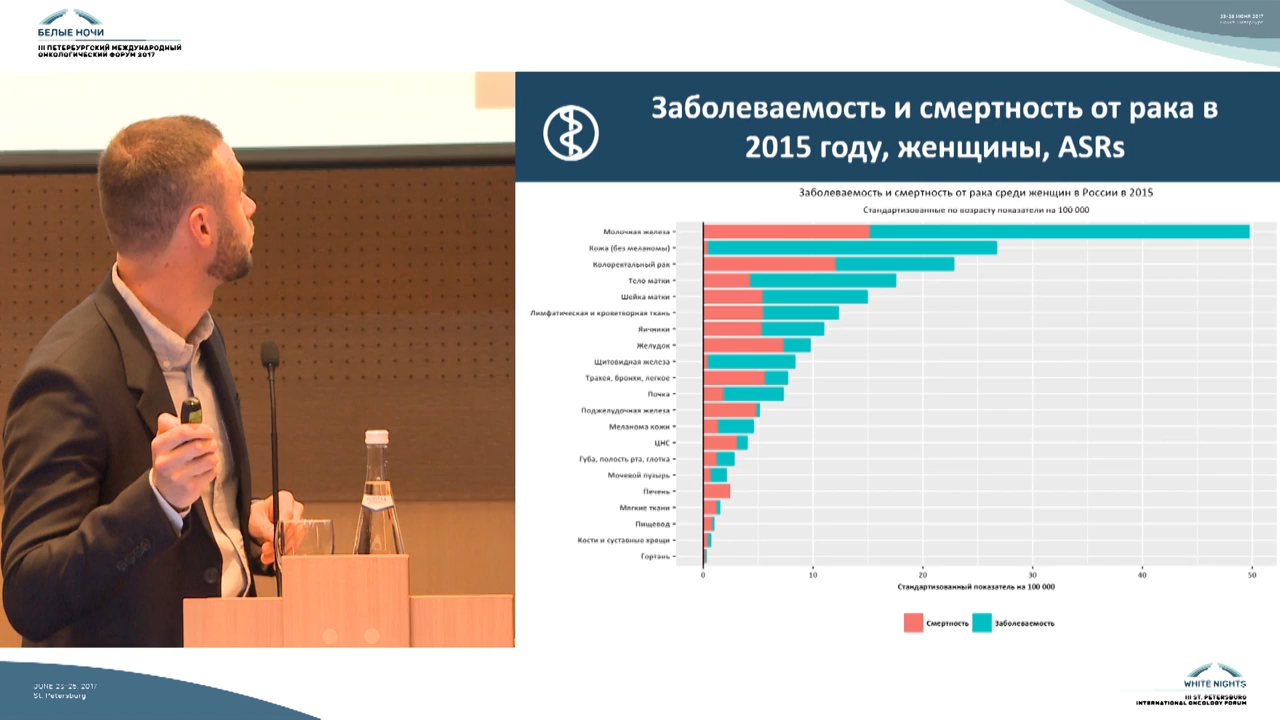 БЕЛЫЕ НОЧИ
III ПЕТЕРБУРГСКИЙ МЕЖДУНАРОДНЫЙ
ОНКОЛОГИЧЕСКИЙ ФОРУМ 2017
Заболеваемость и смертность от рака в
2015 году, женщины, ASRs
Заболеваемость и смертность от рака среди женщин в России в 2015
Стандартизованные по возрасту показатели на 100 000
Молочная железа
Кожа (без меланомы)
Колоректальный рак
Тело матки
Шейка матки
Лимфатическая и кроветворная ткань
Яичники
Желудок
Щитовидная железа
Трахея, бронхи, легкое
Почка
Поджелудочная железа
Меланома кожи
ЦНС
Губа, полость рта, глотка
Мочевой пузырь
Печень
Мягкие ткани
Пищевод
Кости и суставные хрящи
Гортань
0 10 20 30 40 50
Стандартизованный показатель на 100 000
Смертность Заболеваемость
St. Petersburg
WHITE NIGHTS
III ST. PETERSBURG
INTERNATIONAL ONCOLOGY FORUM